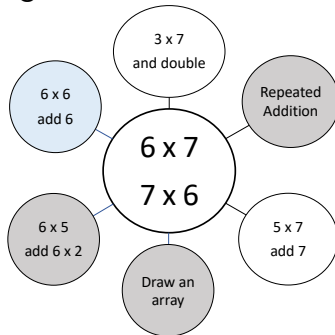 3 x 7
and double
6 x 6
add 6
Repeated
Addition
6 x 7
7 x 6
6 x 5
add 6 x 2
5 x 7
add 7
Draw an
array